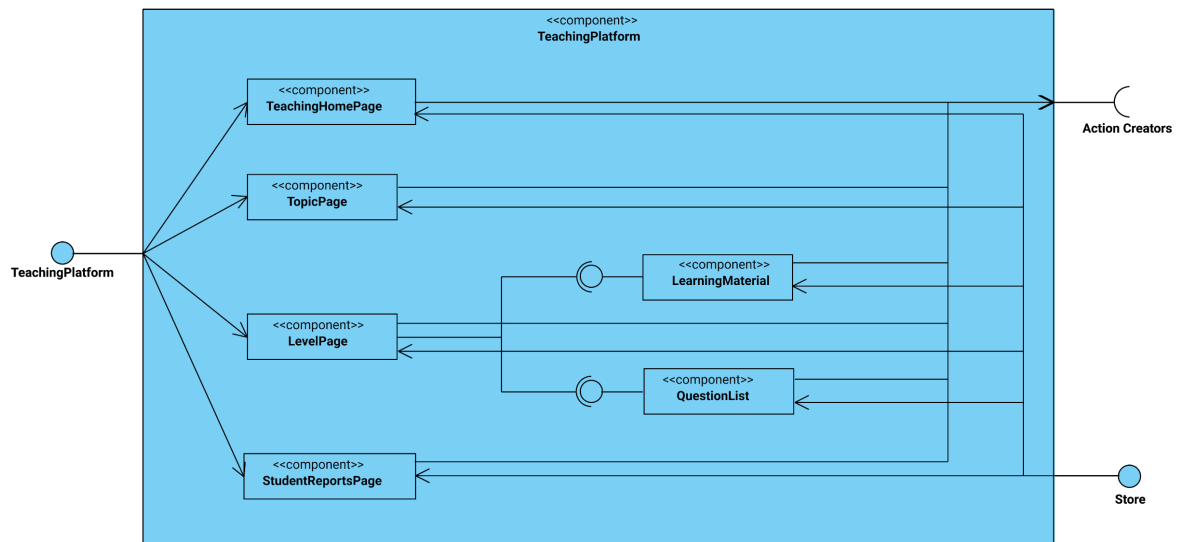 <<component>>
TeachingPlatform
<<component>>
TeachingHomePage
Action Creators
<<component>>
TopicPage
TeachingPlatform
<<component>>
LearningMaterial
<<component>>
LevelPage
<<component>>
QuestionList
<<component>>
StudentReportsPage
Store